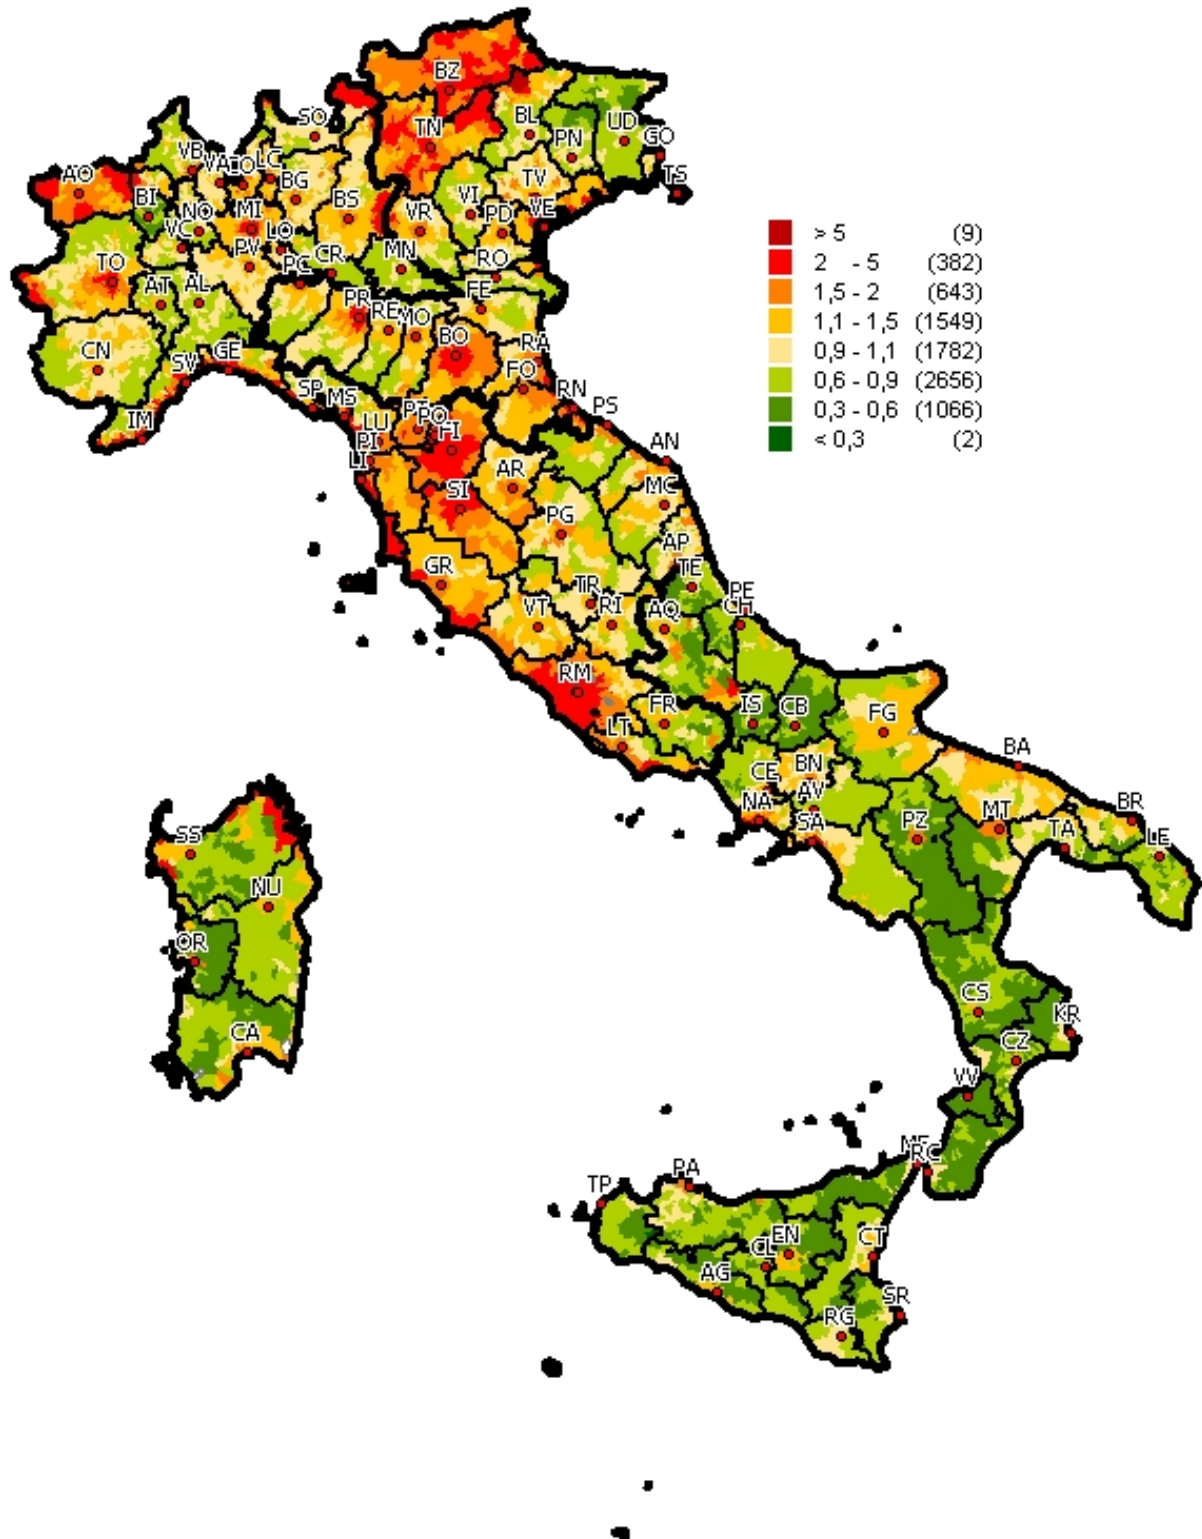 BZ
SO
TN
BL
PN
UD
GO
TS
AO
VB
VA
CO
LC
BG
BS
VI
TV
BI
NO
MI
VR
PD
VE
VC
LO
TO
PV
PC
CR
MN
RO
AT
AL
PR
RE
MO
FE
CN
SV
GE
BO
RA
FO
RN
PS
IM
SP
MS
LU
PT
PO
FI
PI
LI
AN
AR
SI
MC
PG
AP
TE
GR
TR
RI
AQ
PE
CH
VT
RM
FR
IS
CB
FG
LT
CE
BN
BA
NA
AV
SA
PZ
MT
TA
BR
LE
SS
NU
OR
CA
CS
KR
CZ
VV
ME
RC
TP
PA
CL
EN
CT
AG
RG
SR
> 5 (9)
2 - 5 (382)
1,5 - 2 (643)
1,1 - 1,5 (1549)
0,9 - 1,1 (1782)
0,6 - 0,9 (2656)
0,3 - 0,6 (1066)
< 0,3 (2)